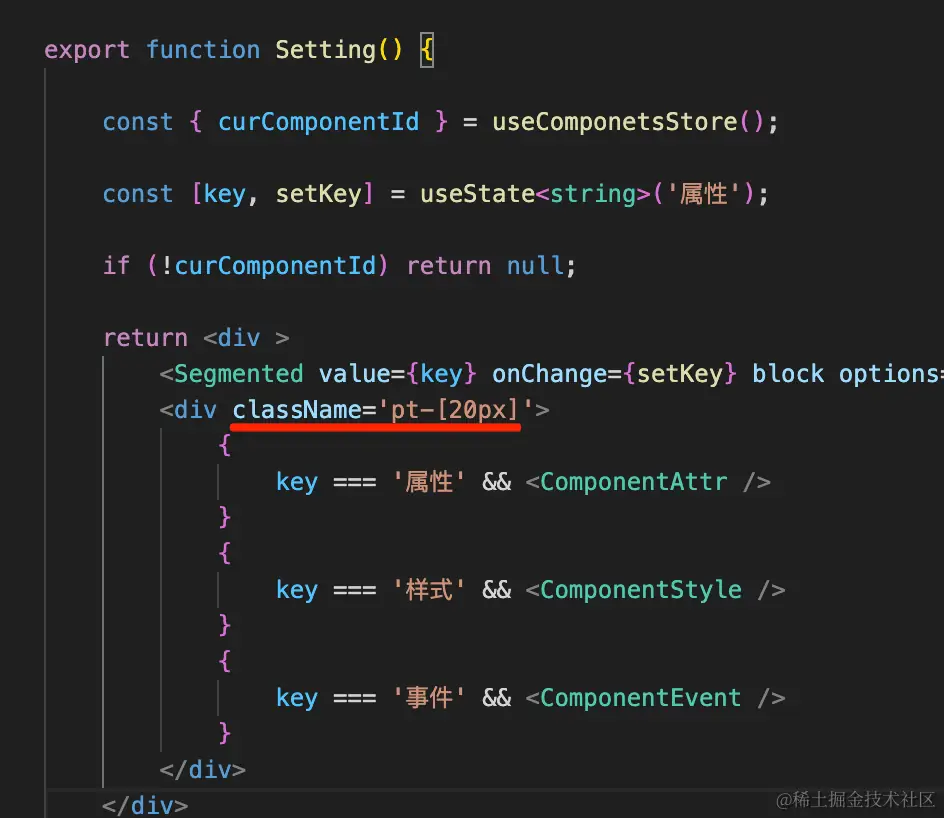 export function Setting() {
const { curComponentId } = useComponetsStore();
const [key, setKey] = useState<string>('属性');
if (!curComponentId) return null;
return <div >
<Segmented value={key} onChange={setKey} block options=
<div className='pt-[20px]'>
{
key === '属性' && <ComponentAttr />
}
{
key === '样式' && <ComponentStyle />
}
{
key === '事件' && <ComponentEvent />
}
</div>
</div>
@稀土掘金技术社区